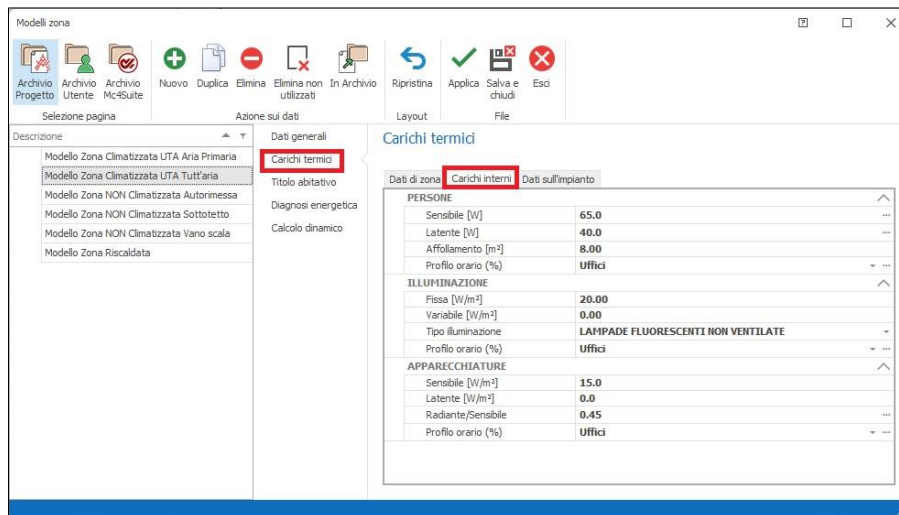 Modelli zona
Archivio Progetto
Archivio Utente
Archivio Mc4Suite
Nuovo
Duplica
Elimina
Elimina non utilizzati
In Archivio
Ripristina
Applica
Salva e chiudi
Esci
Selezione pagina
Azione sui dati
Layout
File
Descrizione
Modello Zona Climatizzata UTA Aria Primaria
Modello Zona Climatizzata UTA Tutt'aria
Modello Zona NON Climatizzata Autorimessa
Modello Zona NON Climatizzata Sottotetto
Modello Zona NON Climatizzata Vano scala
Modello Zona Riscaldata
Dati generali
Carichi termici
Titolo abitativo
Diagnosi energetica
Calcolo dinamico
Carichi termici
Dati di zona Carichi interni Dati sull'impianto
PERSONE
Sensibile [W] 65.0
Latente [W] 40.0
Affollamento [m²] 8.00
Profilo orario (%) Uffici
ILLUMINAZIONE
Fissa [W/m²] 20.00
Variabile [W/m²] 0.00
Tipo illuminazione LAMPADE FLUORESCENTI NON VENTILATE
Profilo orario (%) Uffici
APPARECCHIATURE
Sensibile [W/m²] 15.0
Latente [W/m²] 0.0
Radiante/Sensibile 0.45
Profilo orario (%) Uffici